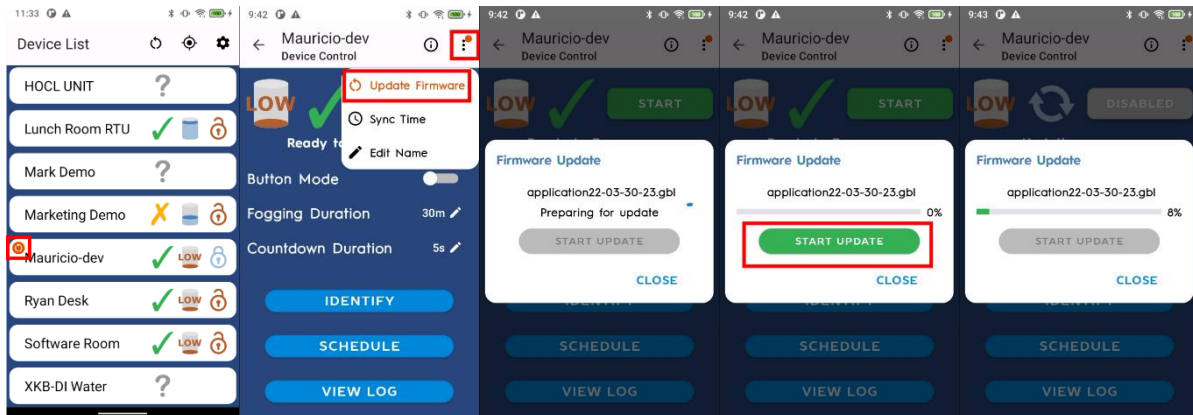 11:33
Device List
HOCL UNIT
?
Lunch Room RTU
Mark Demo
?
Marketing Demo
Mauricio-dev
LOW
Ryan Desk
LOW
Software Room
LOW
XKB-DI Water
?
9:42
Mauricio-dev
Device Control
LOW
Update Firmware
Sync Time
Edit Name
Ready to
Button Mode
Fogging Duration 30m
Countdown Duration 5s
IDENTIFY
SCHEDULE
VIEW LOG
9:42
Mauricio-dev
Device Control
LOW
START
Firmware Update
application22-03-30-23.gbl
Preparing for update
START UPDATE
CLOSE
IDENTIFY
SCHEDULE
VIEW LOG
9:42
Mauricio-dev
Device Control
LOW
START
Firmware Update
application22-03-30-23.gbl
0%
START UPDATE
CLOSE
IDENTIFY
SCHEDULE
VIEW LOG
9:43
Mauricio-dev
Device Control
LOW
DISABLED
Firmware Update
application22-03-30-23.gbl
8%
START UPDATE
CLOSE
IDENTIFY
SCHEDULE
VIEW LOG